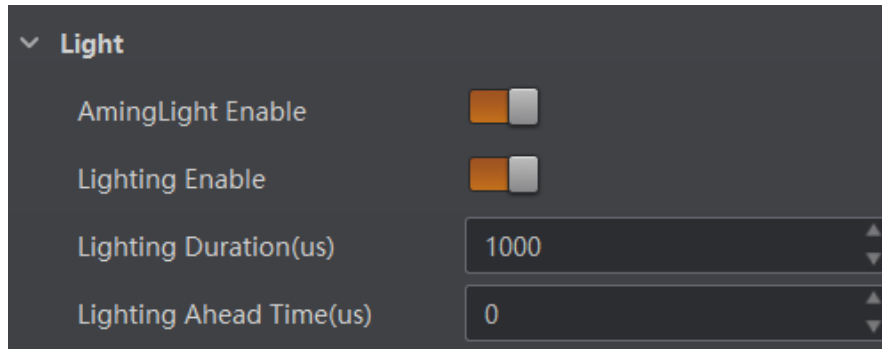 Light
AmingLight Enable
Lighting Enable
Lighting Duration(us) 1000
Lighting Ahead Time(us) 0